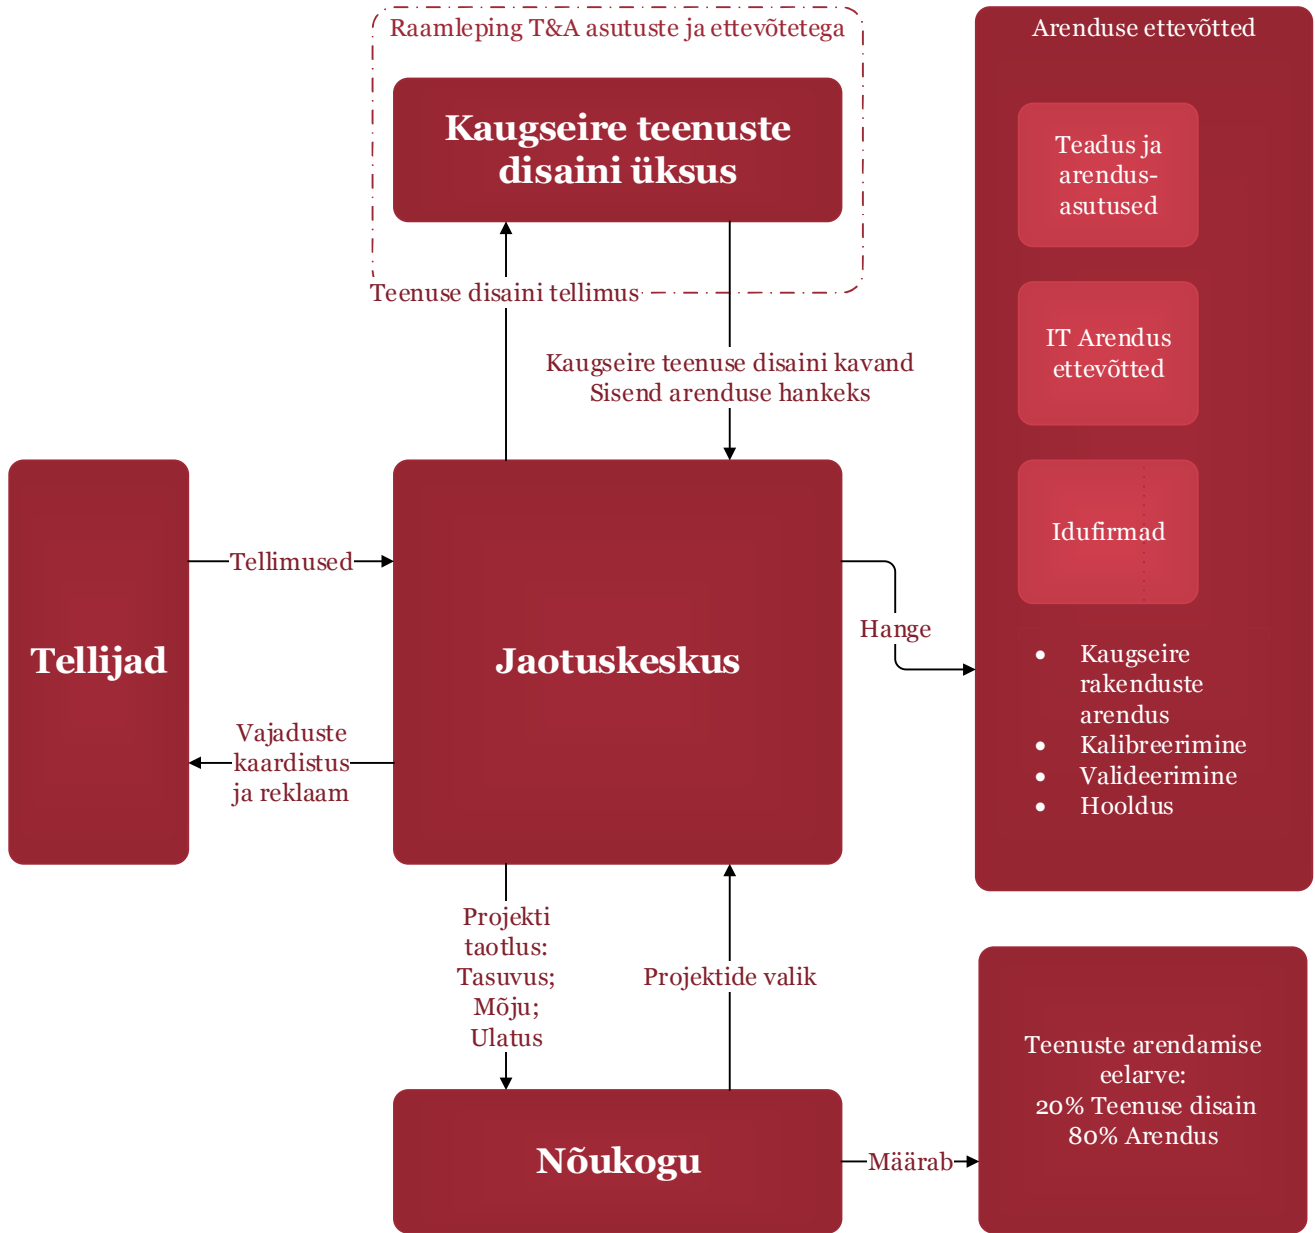 Raamleping T&A asutuste ja ettevõtetega
Kaugseire teenuste
disaini üksus
Teenuse disaini tellimus
Kaugseire teenuse disaini kavand
Sisend arenduse hankeks
Arenduse ettevõtted
Teadus ja
arendus-
asutused
IT Arendus
ettevõtted
Idufirmad
• Kaugseire
rakenduste
arendus
• Kalibreerimine
• Valideerimine
• Hooldus
Tellijad
Tellimused
Vajaduste
kaardistus
ja reklaam
Jaotuskeskus
Hange
Projekti
taotlus:
Tasuvus;
Mõju;
Ulatus
Projektide valik
Nõukogu
Määrab
Teenuste arendamise
eelarve:
20% Teenuse disain
80% Arendus